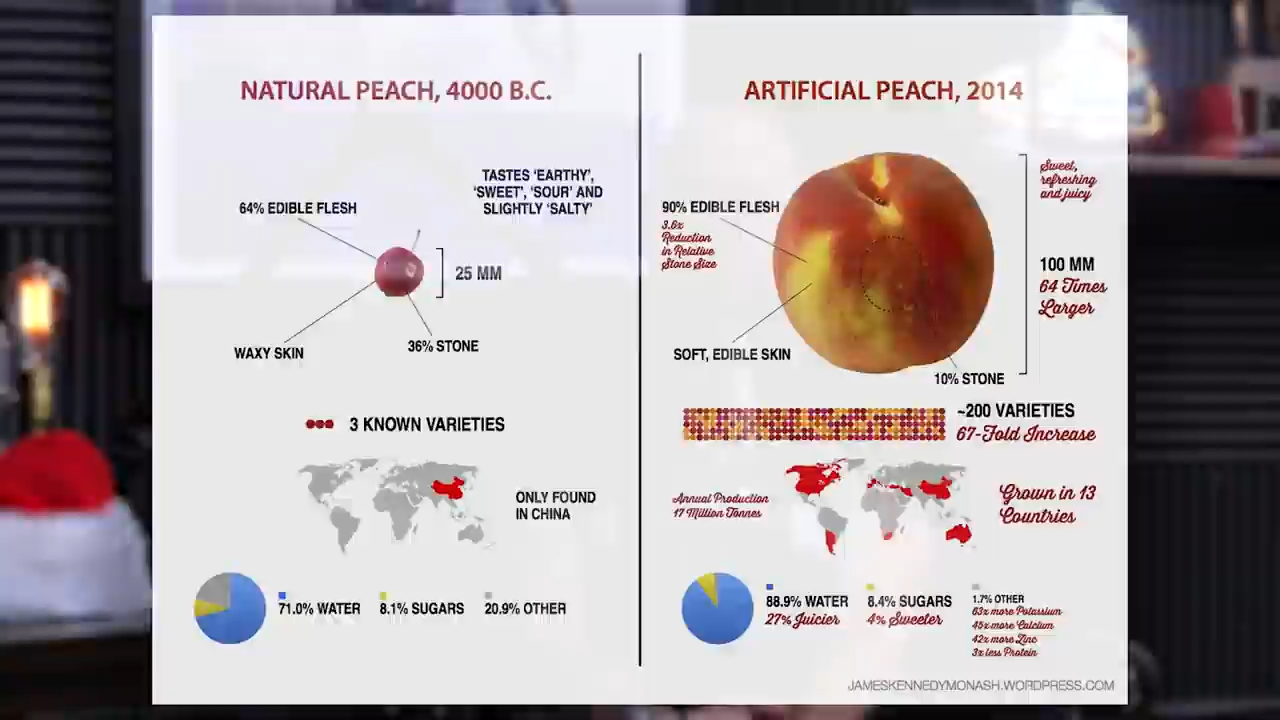 NATURAL PEACH, 4000 B.C.
TASTES ‘EARTHY’,
‘SWEET’, ‘SOUR’ AND
SLIGHTLY ‘SALTY’
64% EDIBLE FLESH
25 MM
WAXY SKIN
36% STONE
3 KNOWN VARIETIES
ONLY FOUND
IN CHINA
71.0% WATER
8.1% SUGARS
20.9% OTHER
ARTIFICIAL PEACH, 2014
Sweet,
refreshing
and juicy
90% EDIBLE FLESH
3.6x
Reduction
in Relative
Stone Size
100 MM
64 Times
Larger
SOFT, EDIBLE SKIN
10% STONE
~200 VARIETIES
67-Fold Increase
Annual Production
17 Million Tonnes
Grown in 13
Countries
88.9% WATER
27% Juicier
8.4% SUGARS
4% Sweeter
1.7% OTHER
63x more Potassium
45x more Calcium
42x more Zinc
3x less Protein
JAMESKENNEDYMONASH.WORDPRESS.COM